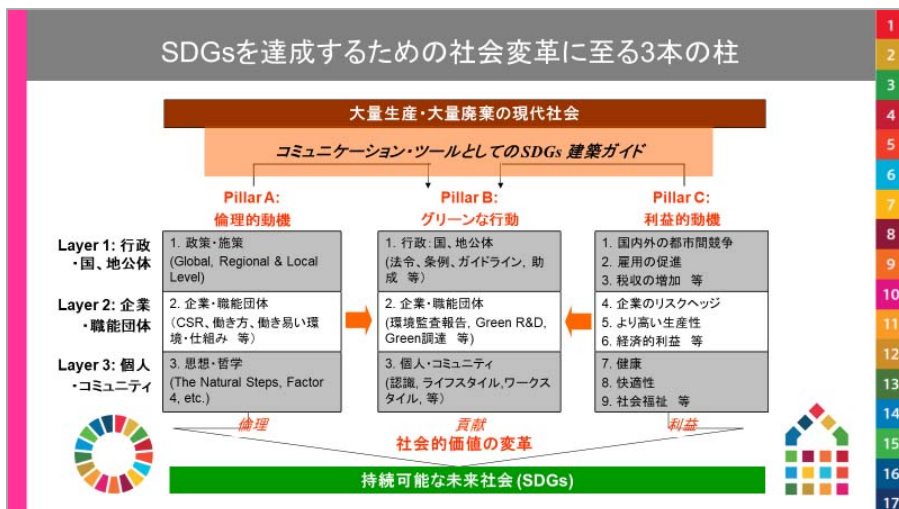 SDGsを達成するための社会変革に至る3本の柱
大量生産・大量廃棄の現代社会
コミュニケーション・ツールとしてのSDGs 建築ガイド
Pillar A:
倫理的動機
Pillar B:
グリーンな行動
Pillar C:
利益的動機
Layer 1: 行政
・国、地公体
1. 政策・施策
(Global, Regional & Local
Level)
1. 行政:国、地公体
(法令、条例、ガイドライン、助
成 等)
1. 国内外の都市間競争
2. 雇用の促進
3. 税収の増加 等
Layer 2: 企業
・職能団体
2. 企業・職能団体
(CSR、働き方、働き易い環
境・仕組み 等)
2. 企業・職能団体
(環境監査報告, Green R&D,
Green調達 等)
4. 企業のリスクヘッジ
5. より高い生産性
6. 経済的利益 等
Layer 3: 個人
・コミュニティ
3. 思想・哲学
(The Natural Steps, Factor
4, etc.)
3. 個人・コミュニティ
(認識, ライフスタイル,ワークス
タイル, 等)
7. 健康
8. 快適性
9. 社会福祉 等
倫理
貢献
利益
社会的価値の変革
持続可能な未来社会(SDGs)
1
2
3
4
5
6
7
8
9
10
11
12
13
14
15
16
17